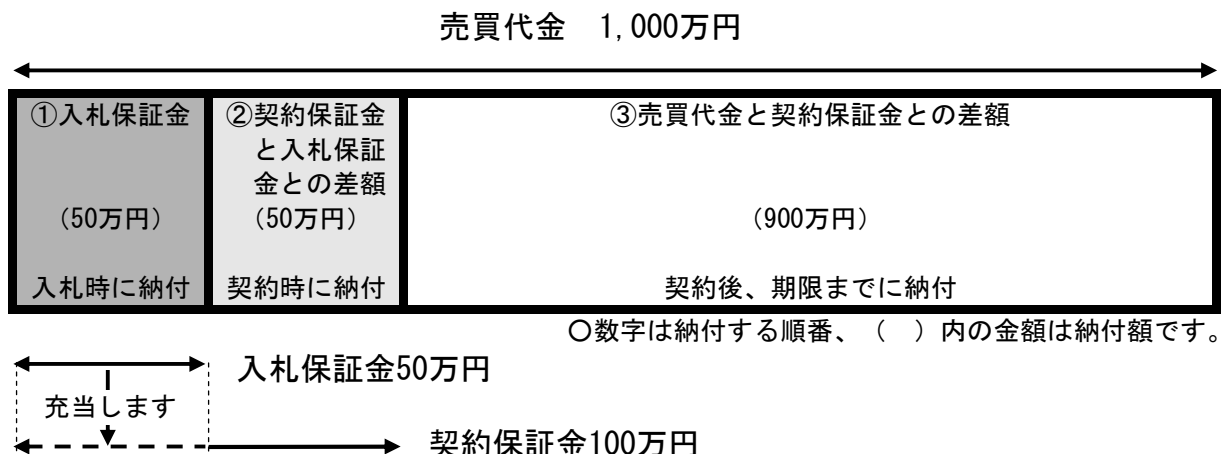 売買代金　1,000万円
①入札保証金
（50万円）
入札時に納付
②契約保証金
と入札保証
金との差額
（50万円）
契約時に納付
③売買代金と契約保証金との差額
（900万円）
契約後、期限までに納付
〇数字は納付する順番、（　）内の金額は納付額です。
入札保証金50万円
充当します
契約保証金100万円